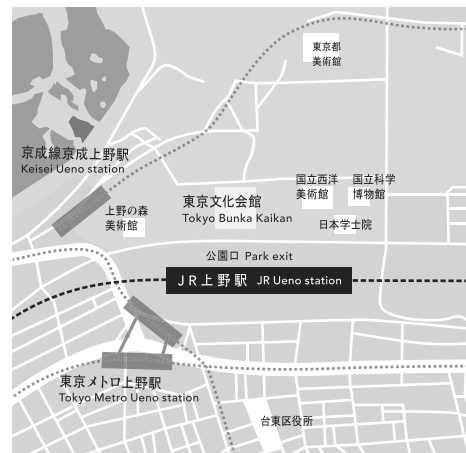 東京都
美術館
京成線京成上野駅
Keisei Ueno station
国立西洋
美術館
国立科学
博物館
東京文化会館
Tokyo Bunka Kaikan
上野の森
美術館
日本学士院
公園口 Park exit
JR上野駅 JR Ueno station
東京メトロ上野駅
Tokyo Metro Ueno station
台東区役所